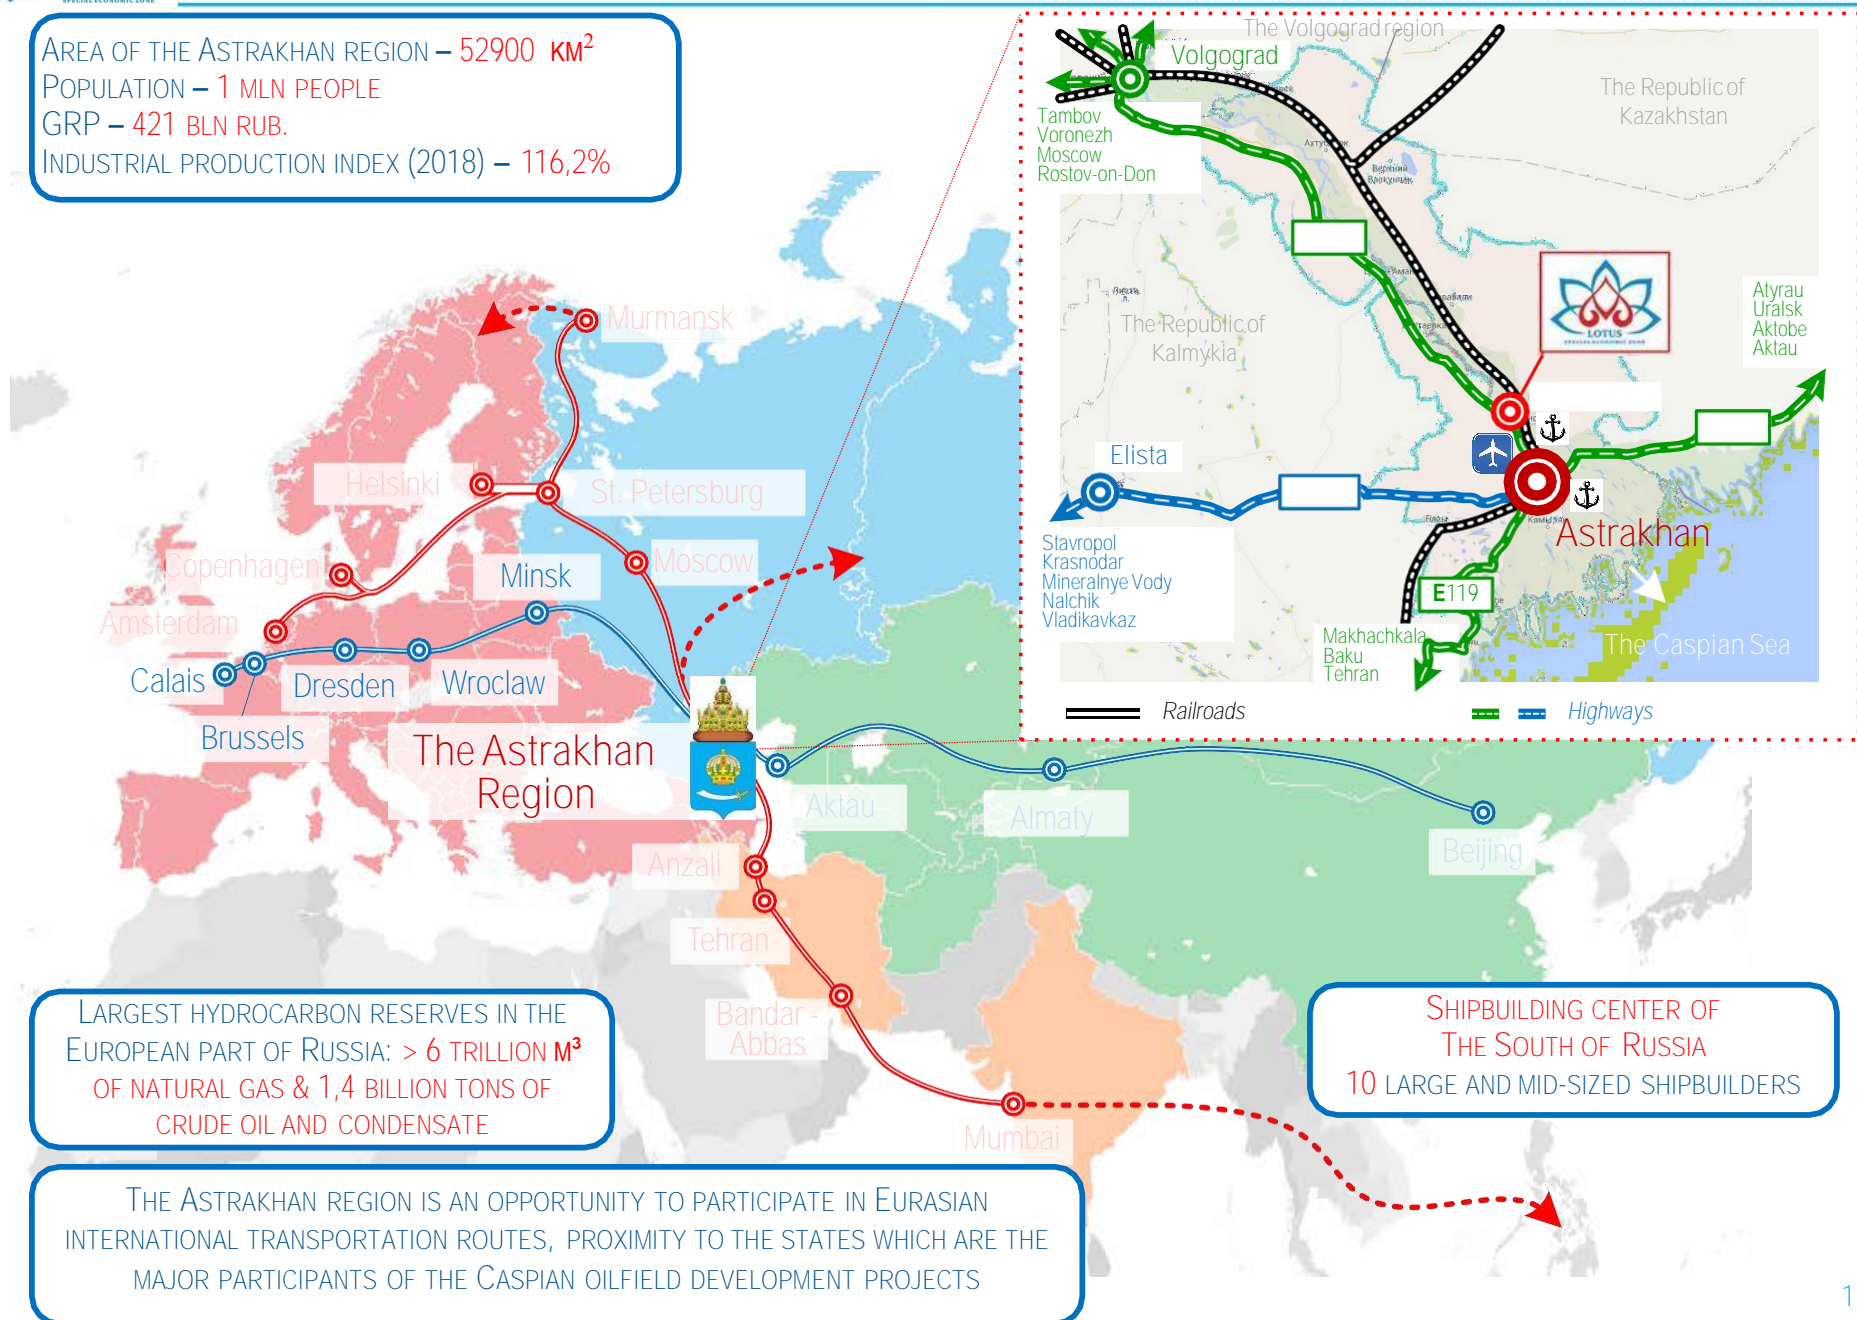 SPECIAL ECONOMIC ZONE
AREA OF THE ASTRAKHAN REGION – 52900 KM²
POPULATION – 1 MLN PEOPLE
GRP – 421 BLN RUB.
INDUSTRIAL PRODUCTION INDEX (2018) – 116,2%
The Volgograd region
Volgograd
The Republic of
Kazakhstan
Tambov
Voronezh
Moscow
Rostov-on-Don
The Republic of
Kalmykia
LOTUS
SPECIAL ECONOMIC ZONE
Atyrau
Uralsk
Aktobe
Aktau
Elista
Stavropol
Krasnodar
Mineralnye Vody
Nalchik
Vladikavkaz
Astrakhan
E119
Makhachkala
Baku
Tehran
The Caspian Sea
Railroads
Highways
Murmansk
Helsinki
St. Petersburg
Copenhagen
Moscow
Minsk
Amsterdam
Calais
Dresden
Wroclaw
Brussels
The Astrakhan
Region
Aktau
Almaty
Beijing
Anzali
Tehran
Bandar -
Abbas
Mumbai
LARGEST HYDROCARBON RESERVES IN THE
EUROPEAN PART OF RUSSIA: > 6 TRILLION M³
OF NATURAL GAS & 1,4 BILLION TONS OF
CRUDE OIL AND CONDENSATE
SHIPBUILDING CENTER OF
THE SOUTH OF RUSSIA
10 LARGE AND MID-SIZED SHIPBUILDERS
THE ASTRAKHAN REGION IS AN OPPORTUNITY TO PARTICIPATE IN EURASIAN
INTERNATIONAL TRANSPORTATION ROUTES, PROXIMITY TO THE STATES WHICH ARE THE
MAJOR PARTICIPANTS OF THE CASPIAN OILFIELD DEVELOPMENT PROJECTS
1